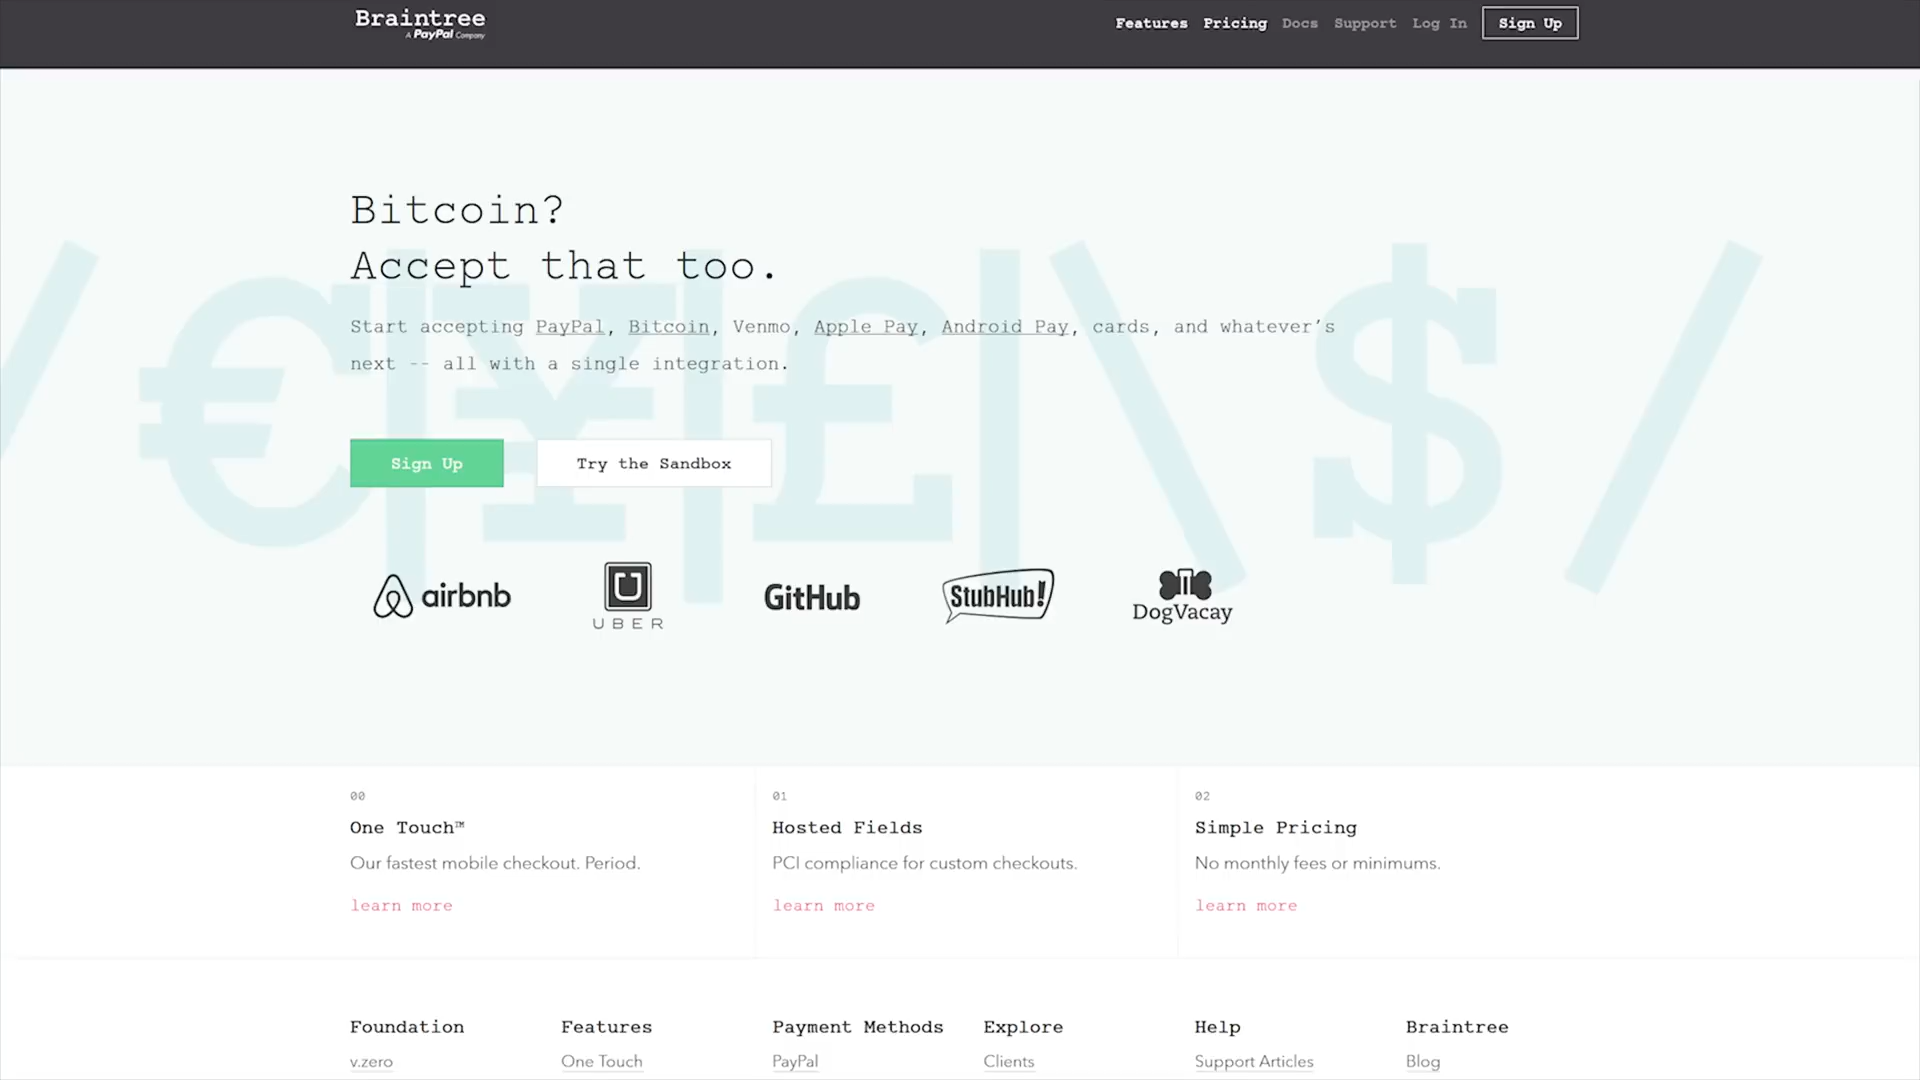 Braintree
A PayPal Company
Features Pricing Docs Support Log In Sign Up
Bitcoin?
Accept that too.
Start accepting PayPal, Bitcoin, Venmo, Apple Pay, Android Pay, cards, and whatever’s
next -- all with a single integration.
Sign Up Try the Sandbox
/ € | ¥ | £ | \ $ /
airbnb
UBER
GitHub
StubHub!
DogVacay
00
One Touch™
Our fastest mobile checkout. Period.
learn more
01
Hosted Fields
PCI compliance for custom checkouts.
learn more
02
Simple Pricing
No monthly fees or minimums.
learn more
Foundation
v.zero
Features
One Touch
Payment Methods
PayPal
Explore
Clients
Help
Support Articles
Braintree
Blog